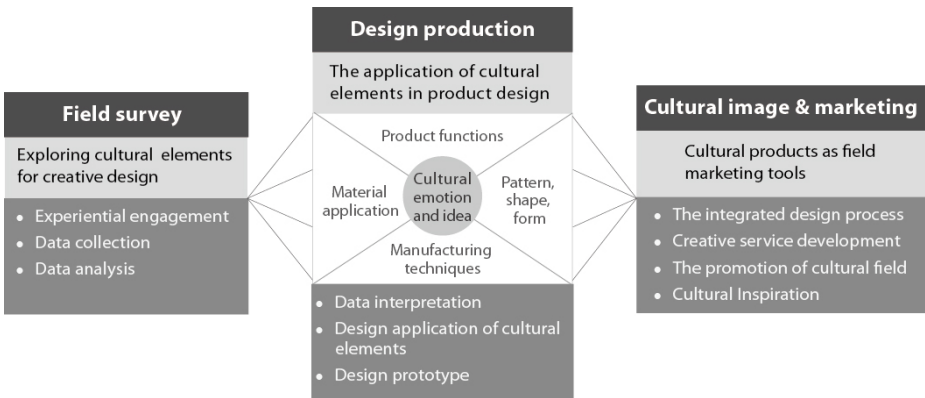 Field survey
Exploring cultural elements
for creative design
• Experiential engagement
• Data collection
• Data analysis
Design production
The application of cultural
elements in product design
Product functions
Material
application
Cultural
emotion
and idea
Pattern,
shape,
form
Manufacturing
techniques
• Data interpretation
• Design application of cultural
elements
• Design prototype
Cultural image & marketing
Cultural products as field
marketing tools
• The integrated design process
• Creative service development
• The promotion of cultural field
• Cultural Inspiration